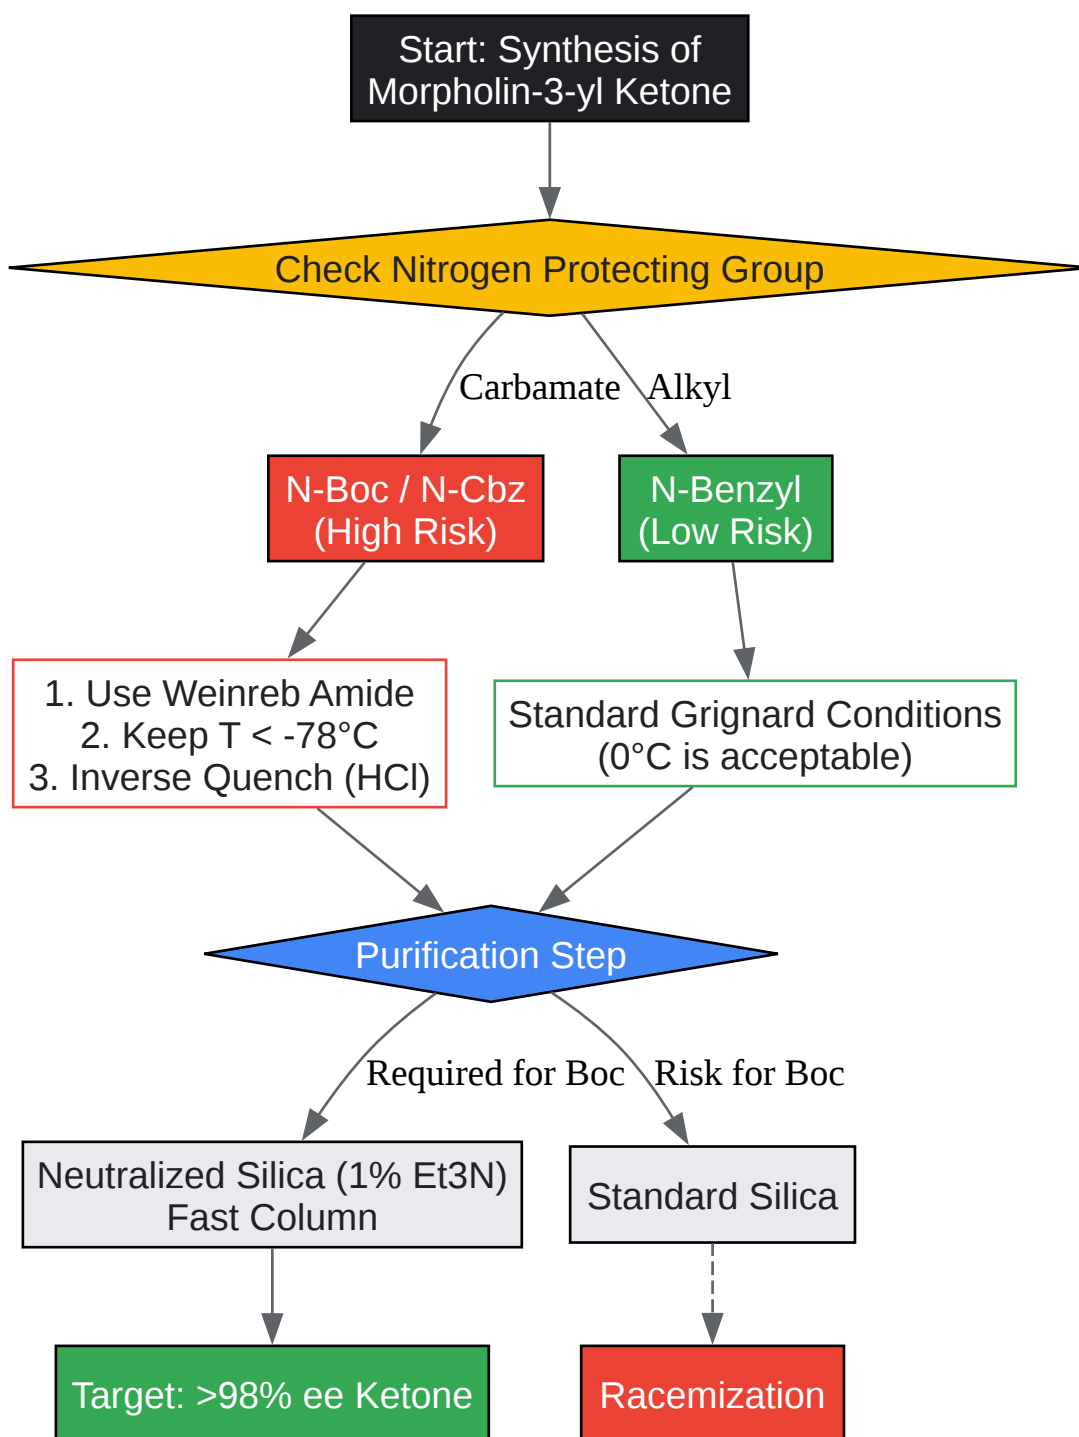 Start: Synthesis of
Morpholin-3-yl Ketone
Check Nitrogen Protecting Group
Carbamate
Alkyl
N-Boc / N-Cbz
(High Risk)
N-Benzyl
(Low Risk)
1. Use Weinreb Amide
2. Keep T < -78°C
3. Inverse Quench (HCl)
Standard Grignard Conditions
(0°C is acceptable)
Purification Step
Required for Boc
Risk for Boc
Neutralized Silica (1% Et3N)
Fast Column
Standard Silica
Target: >98% ee Ketone
Racemization